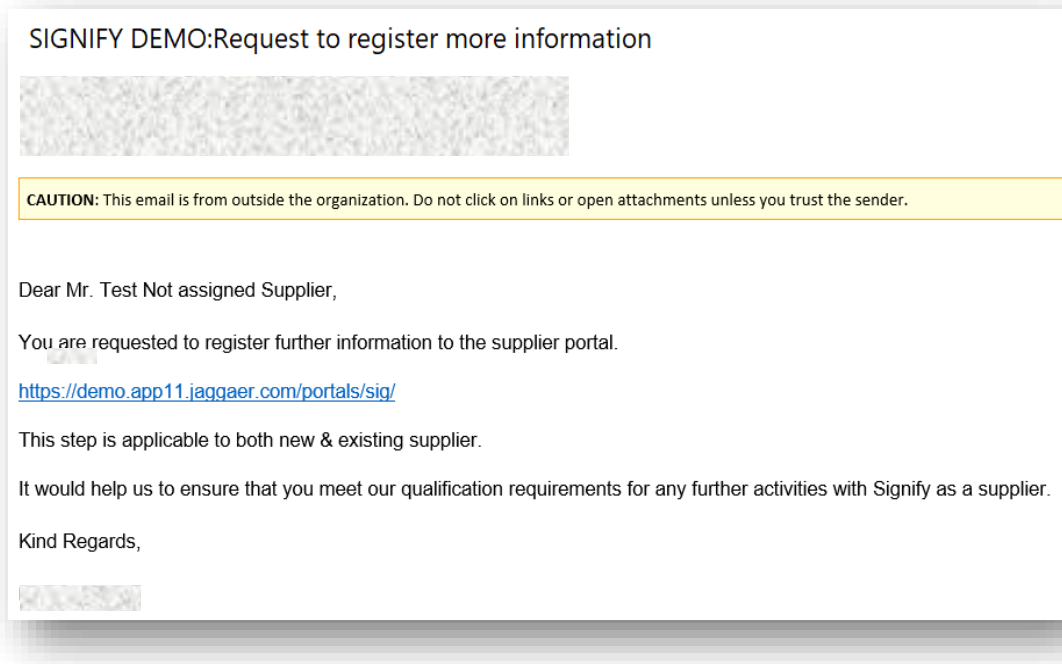 SIGNIFY DEMO:Request to register more information
CAUTION: This email is from outside the organization. Do not click on links or open attachments unless you trust the sender.
Dear Mr. Test Not assigned Supplier,
You are requested to register further information to the supplier portal.
https://demo.app11.jaggaer.com/portals/sig/
This step is applicable to both new & existing supplier.
It would help us to ensure that you meet our qualification requirements for any further activities with Signify as a supplier.
Kind Regards,